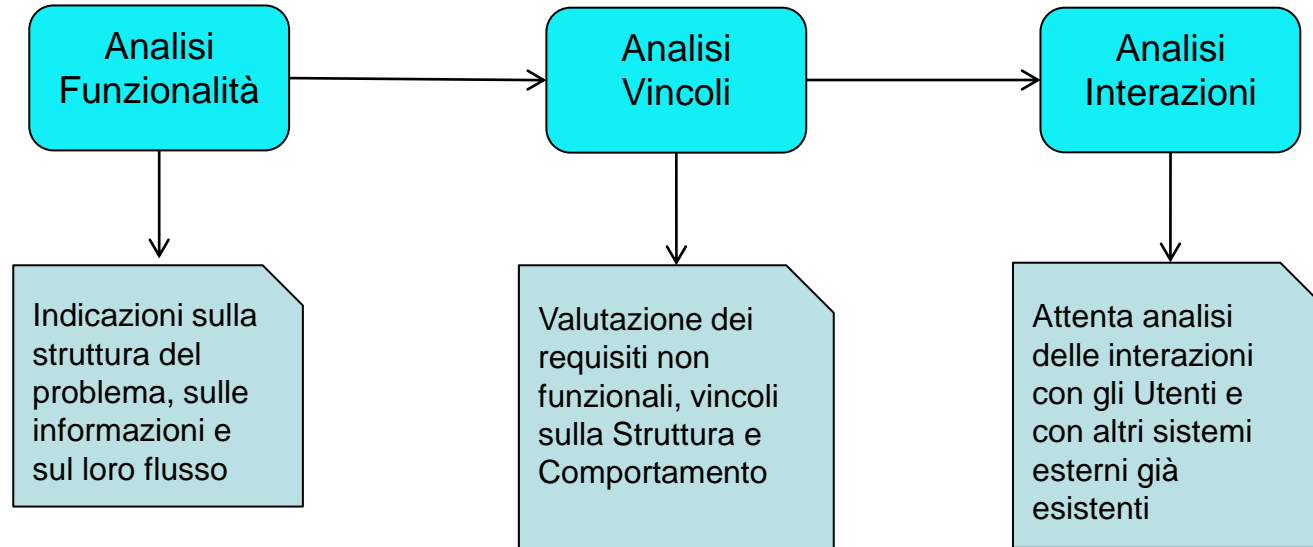 Analisi
Funzionalità
Analisi
Vincoli
Analisi
Interazioni
Indicazioni sulla
struttura del
problema, sulle
informazioni e
sul loro flusso
Valutazione dei
requisiti non
funzionali, vincoli
sulla Struttura e
Comportamento
Attenta analisi
delle interazioni
con gli Utenti e
con altri sistemi
esterni già
esistenti